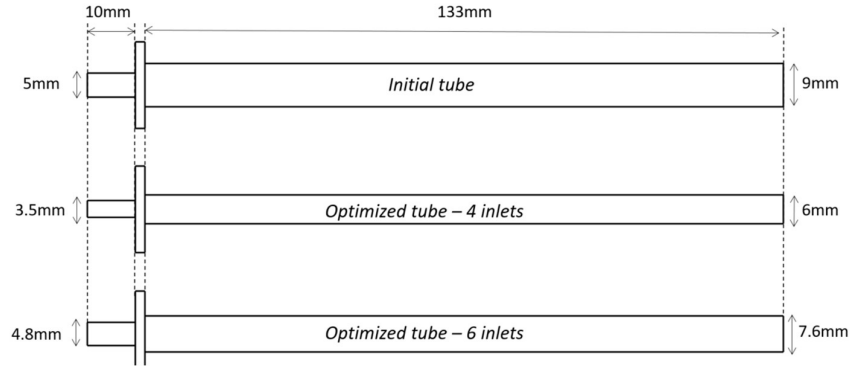 10mm
133mm
5mm
Initial tube
9mm
3.5mm
Optimized tube – 4 inlets
6mm
4.8mm
Optimized tube – 6 inlets
7.6mm